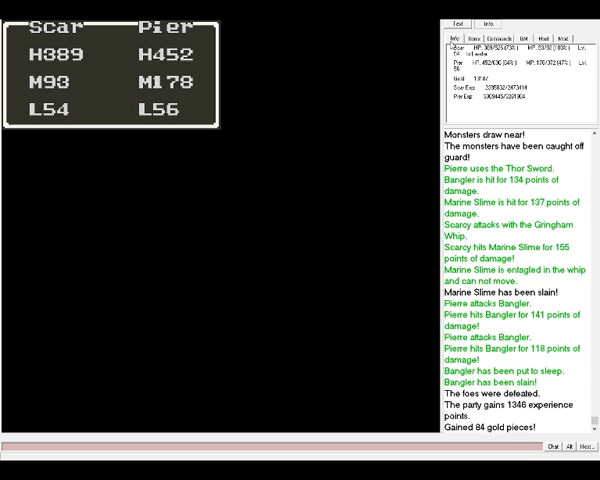 Scar Pier
H389 H452
M93 M178
L54 L56
Text Info
Info Items Commands GM Host Mod
Gold: 13187
Monsters draw near!
The monsters have been caught off
guard!
Pierre uses the Thor Sword.
Bangler is hit for 134 points of
damage.
Marine Slime is hit for 137 points of
damage.
Scarcy attacks with the Gringham
Whip.
Scarcy hits Marine Slime for 155
points of damage!
Marine Slime is entagled in the whip
and can not move.
Marine Slime has been slain!
Pierre attacks Bangler.
Pierre hits Bangler for 141 points of
damage!
Pierre attacks Bangler.
Pierre hits Bangler for 118 points of
damage!
Bangler has been put to sleep.
Bangler has been slain!
The foes were defeated.
The party gains 1346 experience
points.
Gained 84 gold pieces!
Chat Alt Host...